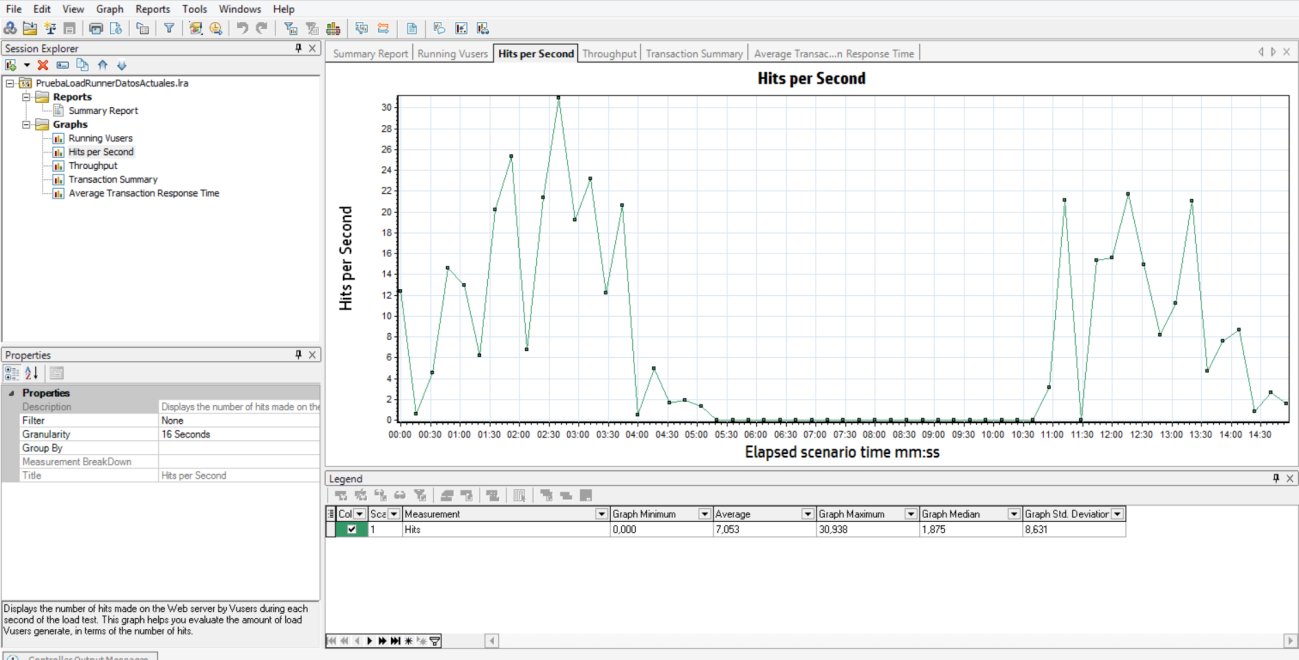 File Edit View Graph Reports Tools Windows Help
Session Explorer
PruebaLoadRunnerDatosActuales.lra
Reports
Summary Report
Graphs
Running Vusers
Hits per Second
Throughput
Transaction Summary
Average Transaction Response Time
Properties
Properties
Description Displays the number of hits made on the
Filter None
Granularity 16 Seconds
Group By
Measurement BreakDown
Title Hits per Second
Displays the number of hits made on the Web server by Vusers during each
second of the load test. This graph helps you evaluate the amount of load
Vusers generate, in terms of the number of hits.
Summary Report Running Vusers Hits per Second Throughput Transaction Summary Average Transac...n Response Time
Hits per Second
Hits per Second
30
28
26
24
22
20
18
16
14
12
10
8
6
4
2
0
00:00 00:30 01:00 01:30 02:00 02:30 03:00 03:30 04:00 04:30 05:00 05:30 06:00 06:30 07:00 07:30 08:00 08:30 09:00 09:30 10:00 10:30 11:00 11:30 12:00 12:30 13:00 13:30 14:00 14:30
Elapsed scenario time mm:ss
Legend
Col Sca Measurement Graph Minimum Average Graph Maximum Graph Median Graph Std. Deviation
1 Hits 0,000 7,053 30,938 1,875 8,631